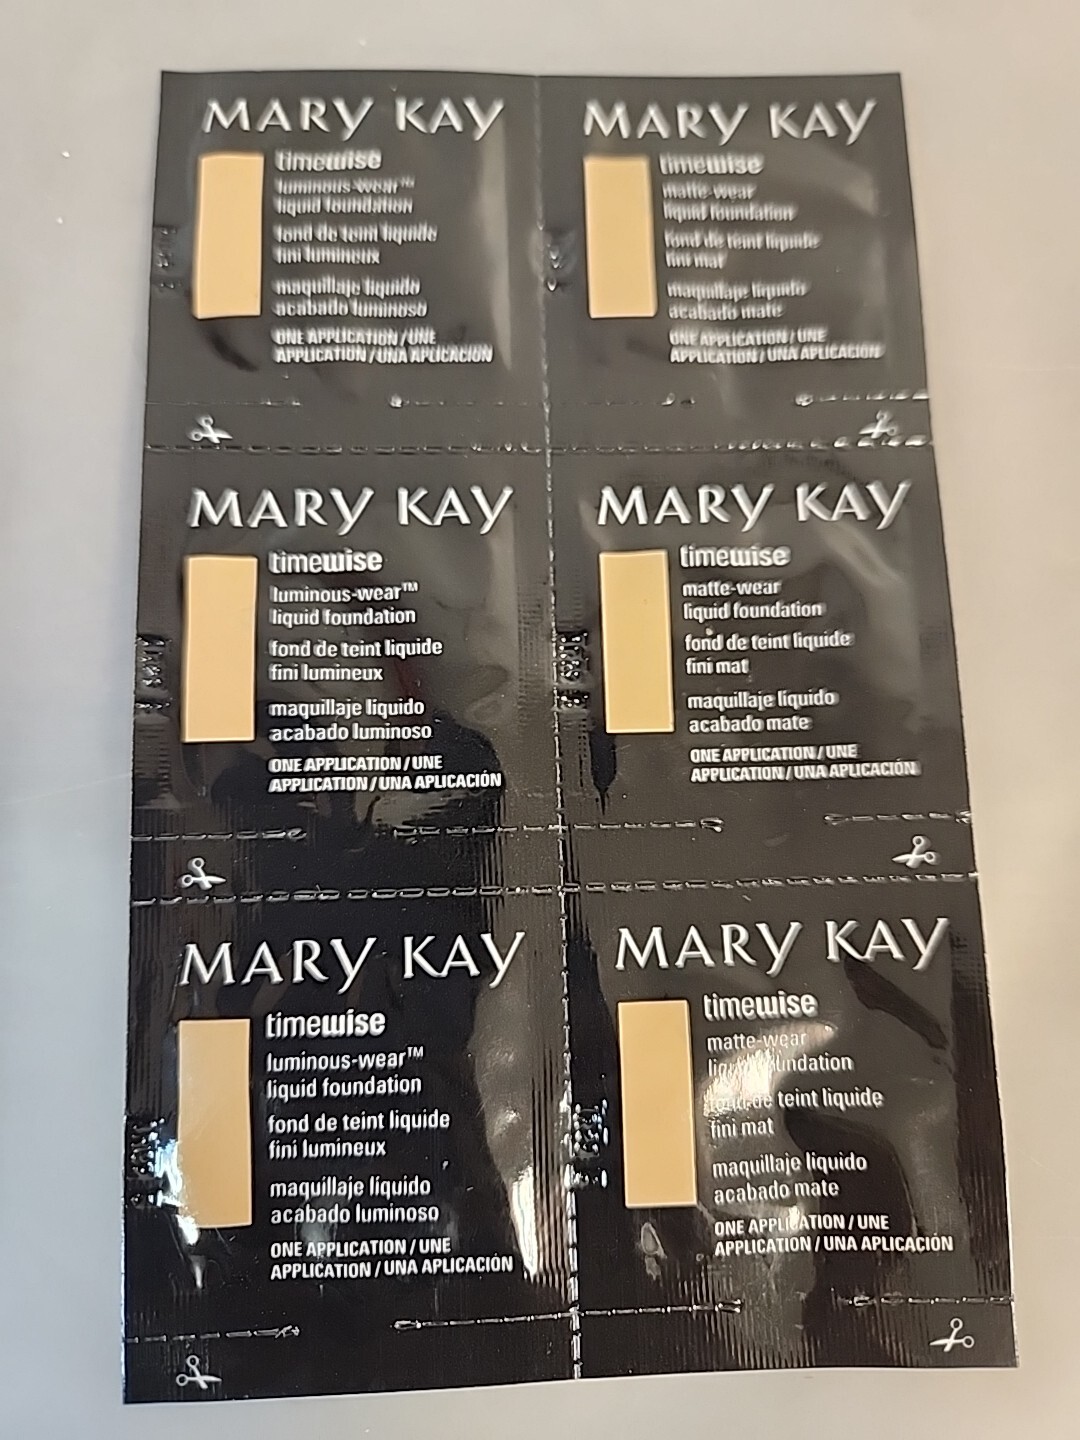 MARY KAY
timewise
luminous-wear™
liquid foundation
fond de teint liquide
fini lumineux
maquillaje líquido
acabado luminoso
ONE APPLICATION / UNE
APPLICATION / UNA APLICACIÓN
MARY KAY
timewise
matte-wear
liquid foundation
fond de teint liquide
fini mat
maquillaje líquido
acabado mate
ONE APPLICATION / UNE
APPLICATION / UNA APLICACIÓN
MARY KAY
timewise
luminous-wear™
liquid foundation
fond de teint liquide
fini lumineux
maquillaje líquido
acabado luminoso
ONE APPLICATION / UNE
APPLICATION / UNA APLICACIÓN
MARY KAY
timewise
matte-wear
liquid foundation
fond de teint liquide
fini mat
maquillaje líquido
acabado mate
ONE APPLICATION / UNE
APPLICATION / UNA APLICACIÓN
MARY KAY
timewise
luminous-wear™
liquid foundation
fond de teint liquide
fini lumineux
maquillaje líquido
acabado luminoso
ONE APPLICATION / UNE
APPLICATION / UNA APLICACIÓN
MARY KAY
timewise
matte-wear
liquid foundation
fond de teint liquide
fini mat
maquillaje líquido
acabado mate
ONE APPLICATION / UNE
APPLICATION / UNA APLICACIÓN